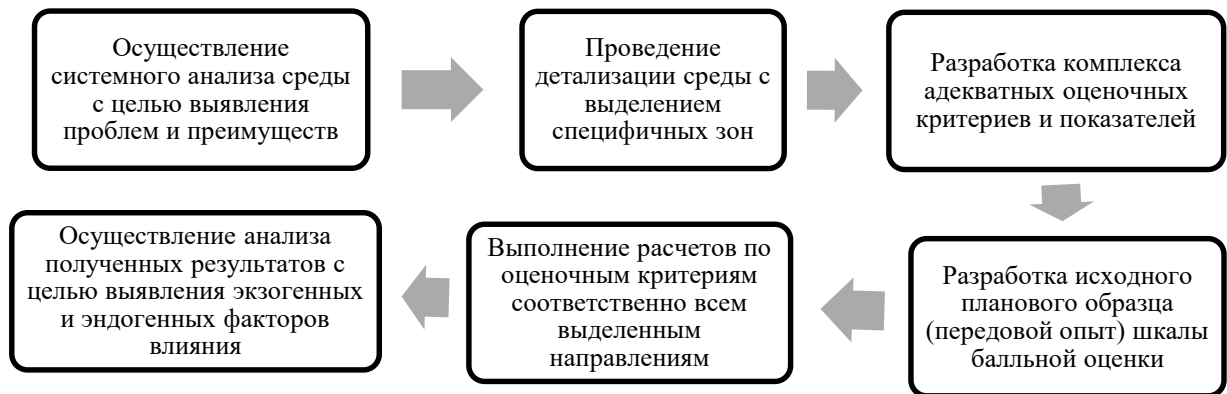 Осуществление
системного анализа среды
с целью выявления
проблем и преимуществ
Проведение
детализации среды с
выделением
специфичных зон
Разработка комплекса
адекватных оценочных
критериев и показателей
Разработка исходного
планового образца
(передовой опыт) шкалы
балльной оценки
Выполнение расчетов по
оценочным критериям
соответственно всем
выделенным
направлениям
Осуществление анализа
полученных результатов с
целью выявления экзогенных
и эндогенных факторов
влияния